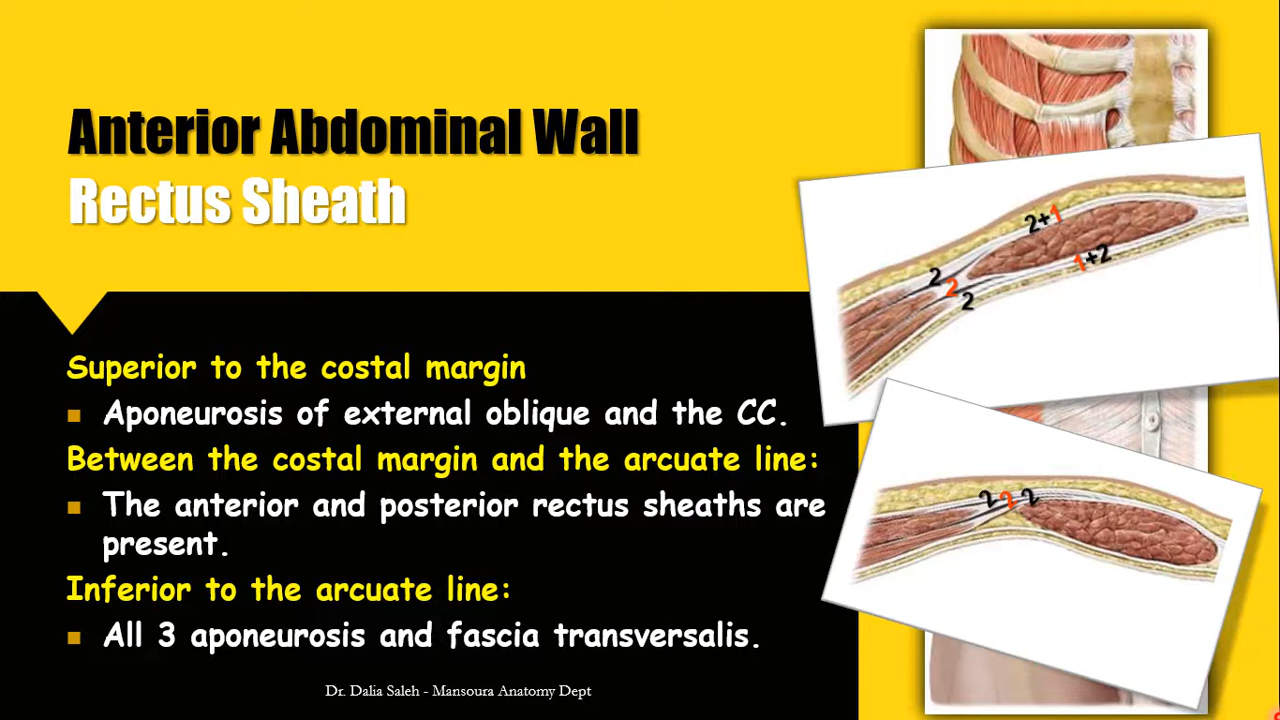 Anterior Abdominal Wall
Rectus Sheath
Superior to the costal margin
Aponeurosis of external oblique and the CC.
Between the costal margin and the arcuate line:
The anterior and posterior rectus sheaths are
present.
Inferior to the arcuate line:
All 3 aponeurosis and fascia transversalis.
Dr. Dalia Saleh - Mansoura Anatomy Dept
2+1
1+2
2
2
2
2 2 2